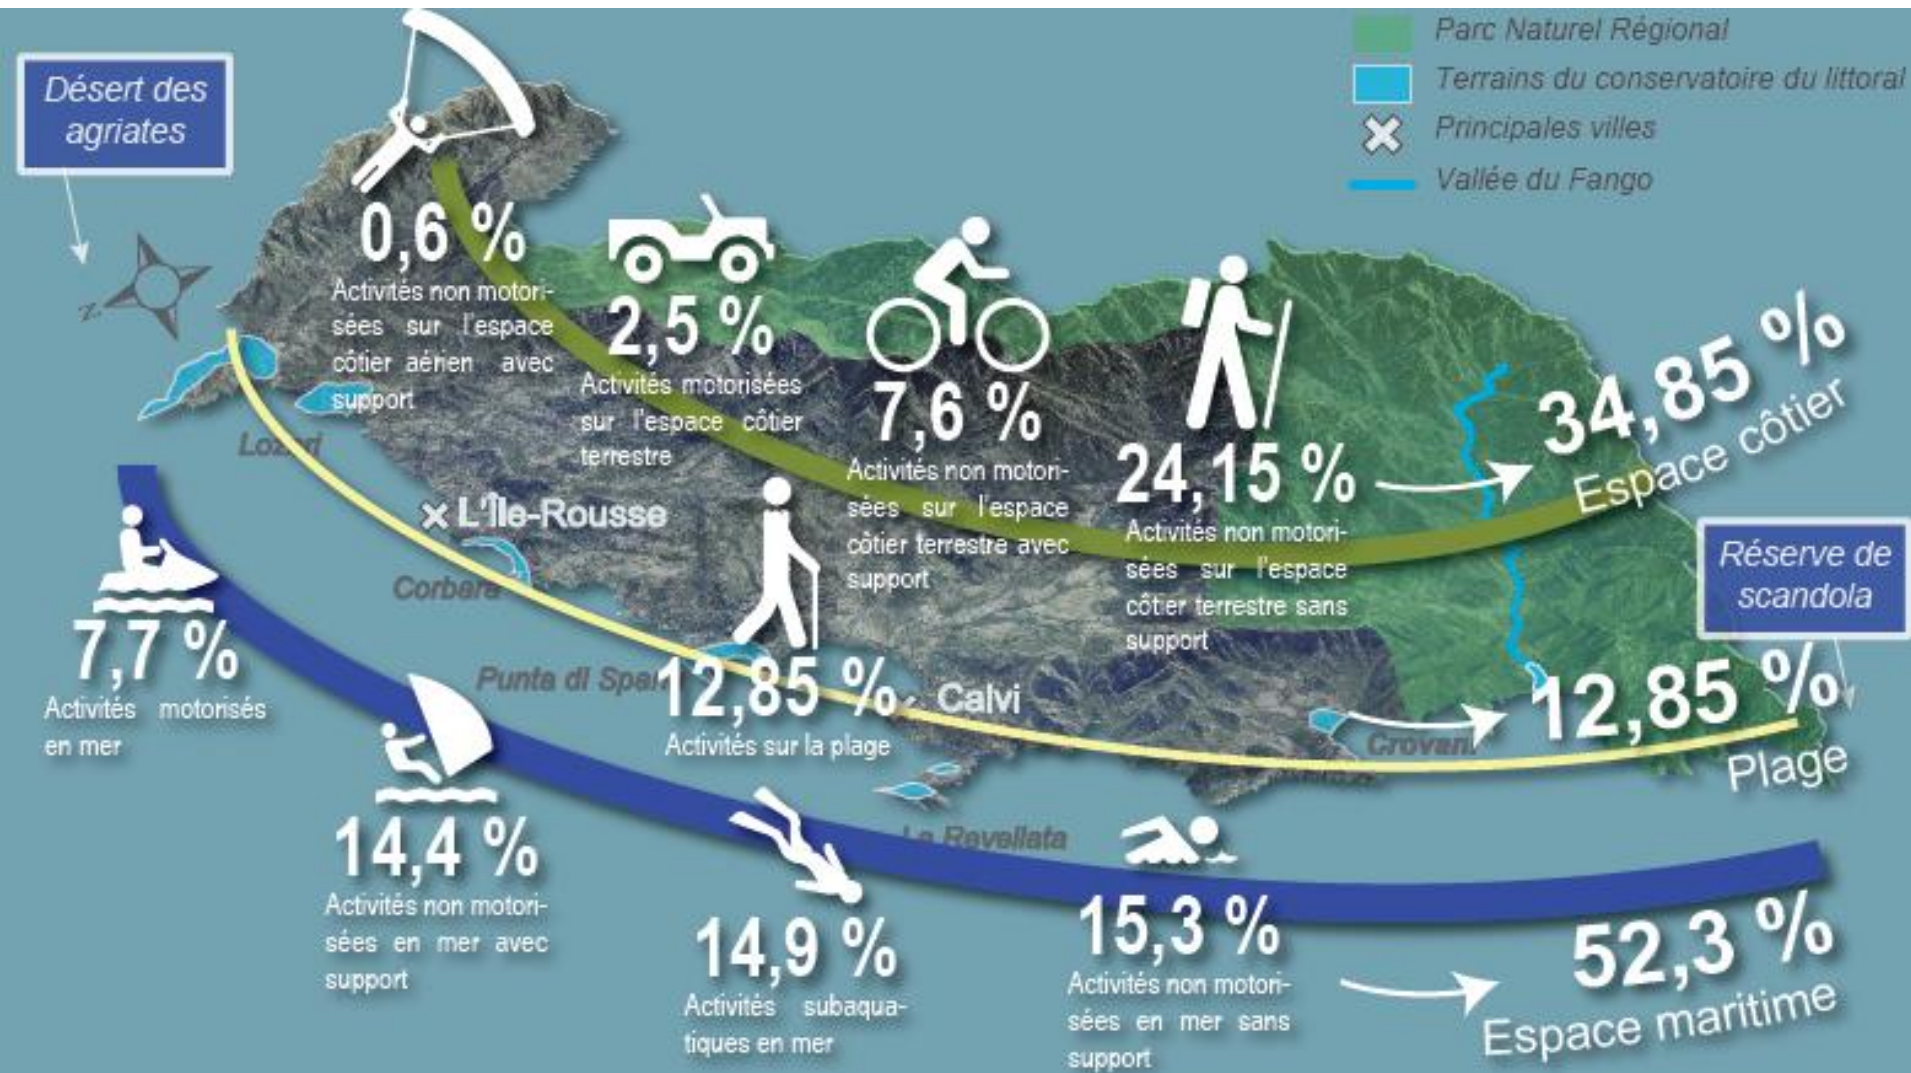 Désert des
agriates
Parc Naturel Régional
Terrains du conservatoire du littoral
Principales villes
Vallée du Fango
N
0,6 %
Activités non motori-
sées sur l'espace
côtier aérien avec
support
2,5 %
Activités motorisées
sur l'espace côtier
terrestre
7,6 %
Activités non motori-
sées sur l'espace
côtier terrestre avec
support
24,15 %
Activités non motori-
sées sur l'espace
côtier terrestre sans
support
34,85 %
Espace côtier
Réserve de
scandola
Lozari
L'Île-Rousse
Corbara
Punta di
Calvi
Crovani
La Revellata
12,85 %
Activités sur la plage
12,85 %
Plage
7,7 %
Activités motorisés
en mer
14,4 %
Activités non motori-
sées en mer avec
support
14,9 %
Activités subaqua-
tiques en mer
15,3 %
Activités non motori-
sées en mer sans
support
52,3 %
Espace maritime